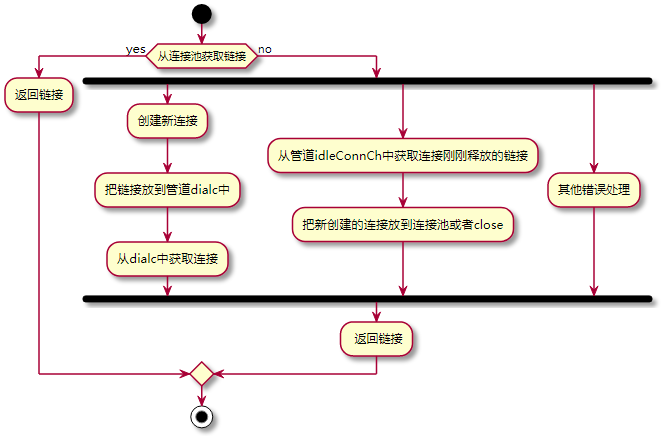 从连接池获取链接
yes
no
返回链接
创建新连接
把链接放到管道dialc中
从dialc中获取连接
从管道idleConnCh中获取连接刚刚释放的链接
把新创建的连接放到连接池或者close
其他错误处理
返回链接